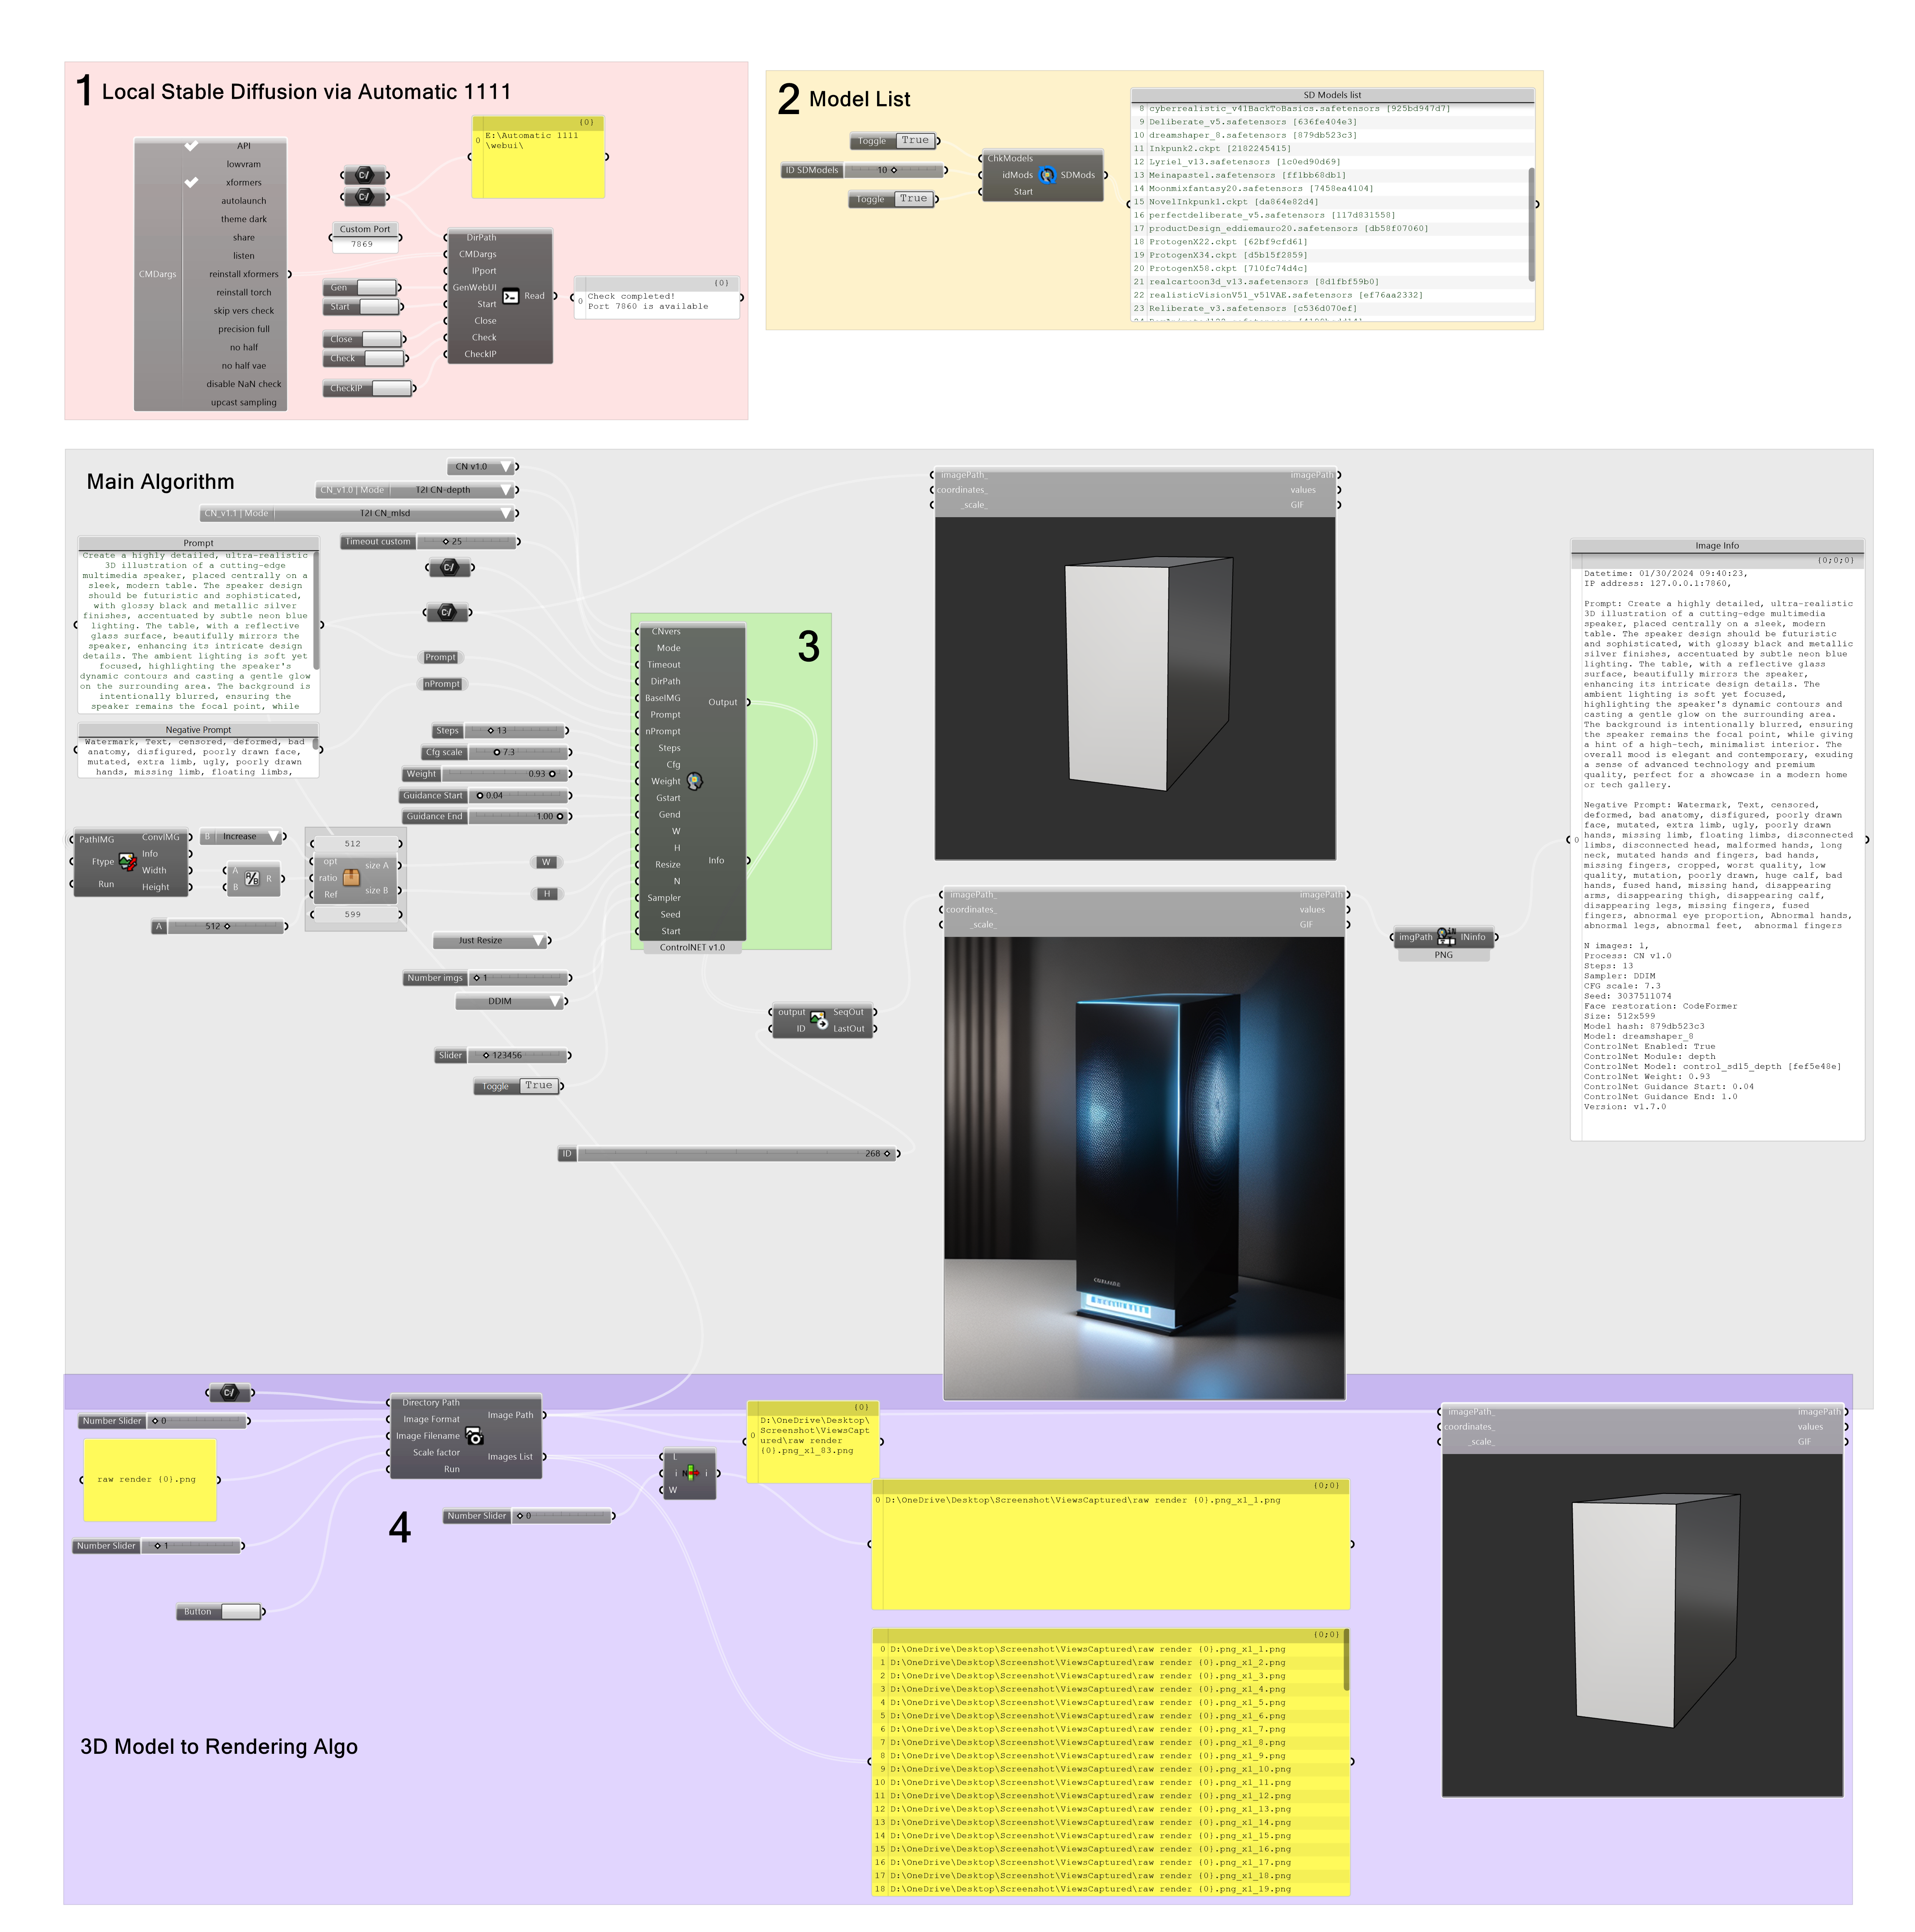 1 Local Stable Diffusion via Automatic 1111
API
lowvram
xformers
autolaunch
theme dark
share
listen
CMDargs
reinstall xformers
reinstall torch
skip vers check
precision full
no half
no half vae
disable NaN check
upcast sampling
C/
C/
Custom Port
7869
Gen
Start
Close
Check
CheckIP
{0}
0 E:\Automatic 1111
\webui\
DirPath
CMDargs
IPport
GenWebUI
Start
Close
Check
CheckIP
Read
{0}
0 Check completed!
Port 7860 is available
2 Model List
Toggle True
ID SDModels 10
Toggle True
ChkModels
idMods SDMods
Start
SD Models list
8 cyberrealistic_v41BackToBasics.safetensors [925bd947d7]
9 Deliberate_v5.safetensors [636fe404e3]
10 dreamshaper_8.safetensors [879db523c3]
11 Inkpunk2.ckpt [2182245415]
12 Lyriel_v13.safetensors [1c0ed90d69]
13 Meinapastel.safetensors [ff1bb68db1]
14 Moonmixfantasy20.safetensors [7458ea4104]
15 NovelInkpunk1.ckpt [da864e82d4]
16 perfectdeliberate_v5.safetensors [117d831558]
17 productDesign_eddiemauro20.safetensors [db58f07060]
18 ProtogenX22.ckpt [62bf9cfd61]
19 ProtogenX34.ckpt [d5b15f2859]
20 ProtogenX58.ckpt [710fc74d4c]
21 realcartoon3d_v13.safetensors [8d1fbf59b0]
22 realisticVisionV51_v51VAE.safetensors [ef76aa2332]
23 Reliberate_v3.safetensors [c536d070ef]
Main Algorithm
CN v1.0
CN_v1.0 | Mode T2I CN-depth
CN_v1.1 | Mode T2I CN_mlsd
Timeout custom 25
C/
C/
Prompt
Create a highly detailed, ultra-realistic
3D illustration of a cutting-edge
multimedia speaker, placed centrally on a
sleek, modern table. The speaker design
should be futuristic and sophisticated,
with glossy black and metallic silver
finishes, accentuated by subtle neon blue
lighting. The table, with a reflective
glass surface, beautifully mirrors the
speaker, enhancing its intricate design
details. The ambient lighting is soft yet
focused, highlighting the speaker's
dynamic contours and casting a gentle glow
on the surrounding area. The background is
intentionally blurred, ensuring the
speaker remains the focal point, while
Negative Prompt
Watermark, Text, censored, deformed, bad
anatomy, disfigured, poorly drawn face,
mutated, extra limb, ugly, poorly drawn
hands, missing limb, floating limbs,
Prompt
nPrompt
Steps 13
Cfg scale 7.3
Weight 0.93
Guidance Start 0.04
Guidance End 1.00
PathIMG
Ftype
Run
ConvIMG
Info
Width
Height
B Increase
A
B
A/B
R
512
opt
ratio
Ref
size A
size B
599
A 512
W
H
Just Resize
Number imgs 1
DDIM
Slider 123456
Toggle True
ID 268
3
CNvers
Mode
Timeout
DirPath
BaseIMG
Prompt
nPrompt
Steps
Cfg
Weight
Gstart
Gend
W
H
Resize
N
Sampler
Seed
Start
Output
Info
ControlNET v1.0
output SeqOut
ID LastOut
imagePath_ imagePath
coordinates_ values
_scale_ GIF
imagePath_ imagePath
coordinates_ values
_scale_ GIF
imgPath INinfo
PNG
Image Info
{0;0;0}
0
Datetime: 01/30/2024 09:40:23,
IP address: 127.0.0.1:7860,
Prompt: Create a highly detailed, ultra-realistic
3D illustration of a cutting-edge multimedia
speaker, placed centrally on a sleek, modern
table. The speaker design should be futuristic
and sophisticated, with glossy black and metallic
silver finishes, accentuated by subtle neon blue
lighting. The table, with a reflective glass
surface, beautifully mirrors the speaker,
enhancing its intricate design details. The
ambient lighting is soft yet focused,
highlighting the speaker's dynamic contours and
casting a gentle glow on the surrounding area.
The background is intentionally blurred, ensuring
the speaker remains the focal point, while giving
a hint of a high-tech, minimalist interior. The
overall mood is elegant and contemporary, exuding
a sense of advanced technology and premium
quality, perfect for a showcase in a modern home
or tech gallery.
Negative Prompt: Watermark, Text, censored,
deformed, bad anatomy, disfigured, poorly drawn
face, mutated, extra limb, ugly, poorly drawn
hands, missing limb, floating limbs, disconnected
limbs, disconnected head, malformed hands, long
neck, mutated hands and fingers, bad hands,
missing fingers, cropped, worst quality, low
quality, mutation, poorly drawn, huge calf, bad
hands, fused hand, missing hand, disappearing
arms, disappearing thigh, disappearing calf,
disappearing legs, missing fingers, fused
fingers, abnormal eye proportion, Abnormal hands,
abnormal legs, abnormal feet, abnormal fingers
N images: 1,
Process: CN v1.0
Steps: 13
Sampler: DDIM
CFG scale: 7.3
Seed: 3037511074
Face restoration: CodeFormer
Size: 512x599
Model hash: 879db523c3
Model: dreamshaper_8
ControlNet Enabled: True
ControlNet Module: depth
ControlNet Model: control_sd15_depth [fef5e48e]
ControlNet Weight: 0.93
ControlNet Guidance Start: 0.04
ControlNet Guidance End: 1.0
Version: v1.7.0
C/
Number Slider 0
raw render {0}.png
Number Slider 1
Button
Directory Path
Image Format
Image Filename
Scale factor
Run
Image Path
Images List
4
Number Slider 0
L
i N i
W
{0}
0 D:\OneDrive\Desktop\
Screenshot\ViewsCapt
ured\raw render
{0}.png_x1_83.png
{0;0}
0 D:\OneDrive\Desktop\Screenshot\ViewsCaptured\raw render {0}.png_x1_1.png
{0;0}
0 D:\OneDrive\Desktop\Screenshot\ViewsCaptured\raw render {0}.png_x1_1.png
1 D:\OneDrive\Desktop\Screenshot\ViewsCaptured\raw render {0}.png_x1_2.png
2 D:\OneDrive\Desktop\Screenshot\ViewsCaptured\raw render {0}.png_x1_3.png
3 D:\OneDrive\Desktop\Screenshot\ViewsCaptured\raw render {0}.png_x1_4.png
4 D:\OneDrive\Desktop\Screenshot\ViewsCaptured\raw render {0}.png_x1_5.png
5 D:\OneDrive\Desktop\Screenshot\ViewsCaptured\raw render {0}.png_x1_6.png
6 D:\OneDrive\Desktop\Screenshot\ViewsCaptured\raw render {0}.png_x1_7.png
7 D:\OneDrive\Desktop\Screenshot\ViewsCaptured\raw render {0}.png_x1_8.png
8 D:\OneDrive\Desktop\Screenshot\ViewsCaptured\raw render {0}.png_x1_9.png
9 D:\OneDrive\Desktop\Screenshot\ViewsCaptured\raw render {0}.png_x1_10.png
10 D:\OneDrive\Desktop\Screenshot\ViewsCaptured\raw render {0}.png_x1_11.png
11 D:\OneDrive\Desktop\Screenshot\ViewsCaptured\raw render {0}.png_x1_12.png
12 D:\OneDrive\Desktop\Screenshot\ViewsCaptured\raw render {0}.png_x1_13.png
13 D:\OneDrive\Desktop\Screenshot\ViewsCaptured\raw render {0}.png_x1_14.png
14 D:\OneDrive\Desktop\Screenshot\ViewsCaptured\raw render {0}.png_x1_15.png
15 D:\OneDrive\Desktop\Screenshot\ViewsCaptured\raw render {0}.png_x1_16.png
16 D:\OneDrive\Desktop\Screenshot\ViewsCaptured\raw render {0}.png_x1_17.png
17 D:\OneDrive\Desktop\Screenshot\ViewsCaptured\raw render {0}.png_x1_18.png
18 D:\OneDrive\Desktop\Screenshot\ViewsCaptured\raw render {0}.png_x1_19.png
imagePath_ imagePath
coordinates_ values
_scale_ GIF
3D Model to Rendering Algo